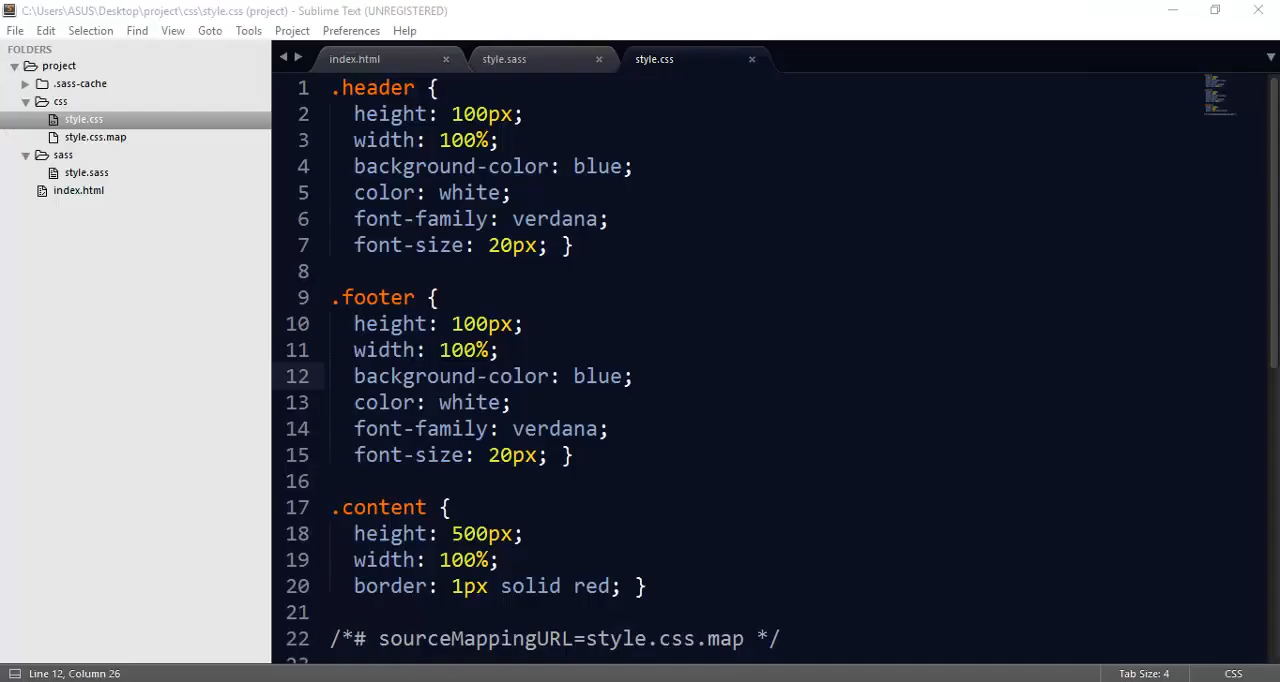 C:\Users\ASUS\Desktop\project\css\style.css (project) - Sublime Text (UNREGISTERED)
File Edit Selection Find View Goto Tools Project Preferences Help
FOLDERS
project
.sass-cache
css
style.css
style.css.map
sass
style.sass
index.html
index.html × style.sass × style.css ×
1 .header {
2 height: 100px;
3 width: 100%;
4 background-color: blue;
5 color: white;
6 font-family: verdana;
7 font-size: 20px; }
8
9 .footer {
10 height: 100px;
11 width: 100%;
12 background-color: blue;
13 color: white;
14 font-family: verdana;
15 font-size: 20px; }
16
17 .content {
18 height: 500px;
19 width: 100%;
20 border: 1px solid red; }
21
22 /*# sourceMappingURL=style.css.map */
Line 12, Column 26 Tab Size: 4 CSS